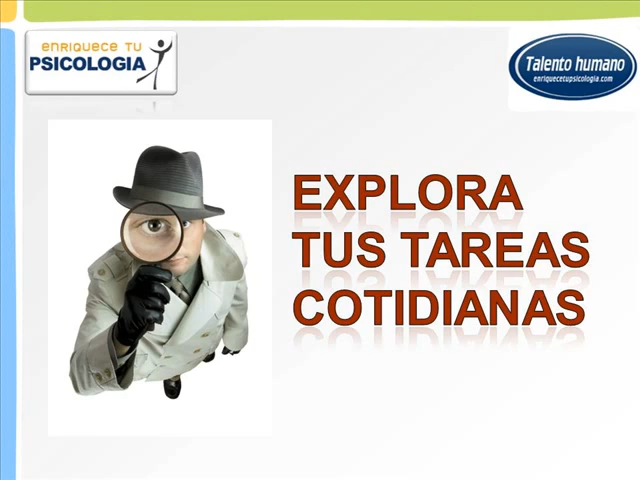 ENRIQUECE TU
PSICOLOGIA
Talento humano
enriquecetupsicologia.com
EXPLORA
TUS TAREAS
COTIDIANAS